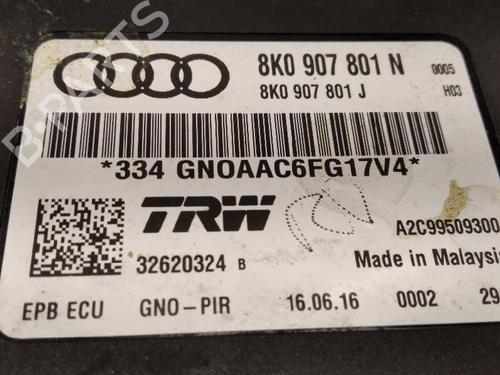 8K0 907 801 N 0005
8K0 907 801 J H03
*334 GNOAAC6FG17V4*
TRW
32620324 B
A2C99509300
Made in Malaysia
EPB ECU GNO-PIR 16.06.16 0002 29
B-PARTS